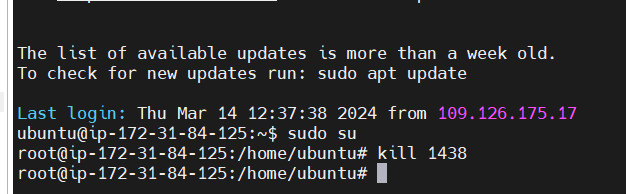 The list of available updates is more than a week old.
To check for new updates run: sudo apt update
Last login: Thu Mar 14 12:37:38 2024 from 109.126.175.17
ubuntu@ip-172-31-84-125:~$ sudo su
root@ip-172-31-84-125:/home/ubuntu# kill 1438
root@ip-172-31-84-125:/home/ubuntu#